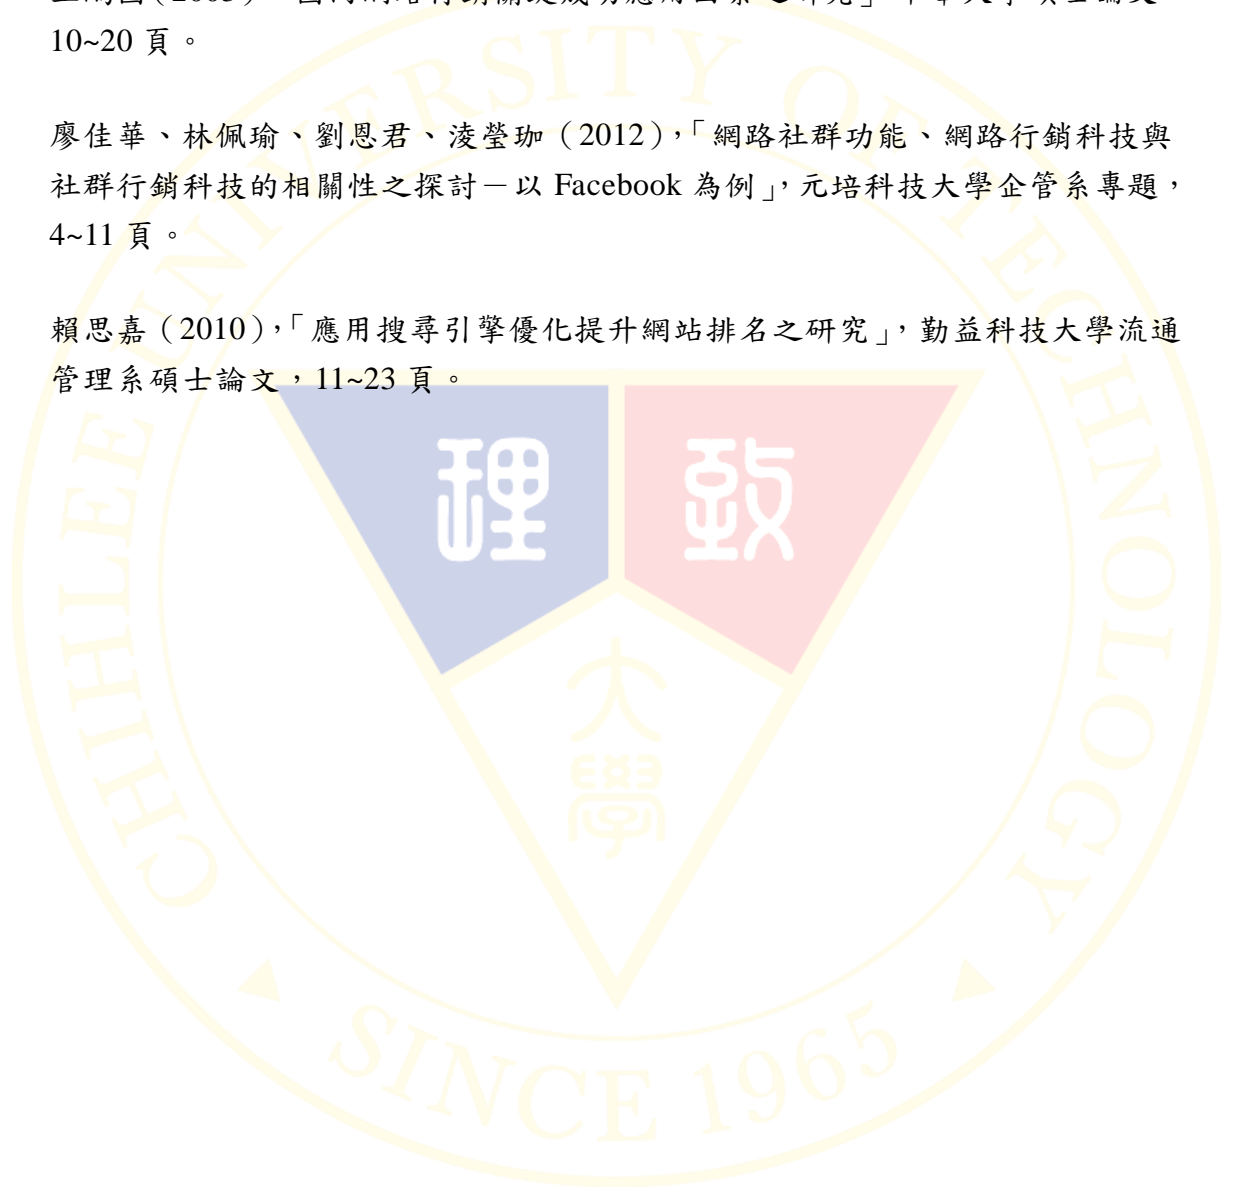 10~20 頁。
廖佳華、林佩瑜、劉恩君、淩瑩珈（2012），「網路社群功能、網路行銷科技與
社群行銷科技的相關性之探討－以 Facebook 為例」，元培科技大學企管系專題，
4~11 頁。
賴思嘉（2010），「應用搜尋引擎優化提升網站排名之研究」，勤益科技大學流通
管理系碩士論文，11~23 頁。
理 致
大
學
CHIHLEE UNIVERSITY OF TECHNOLOGY
SINCE 1965